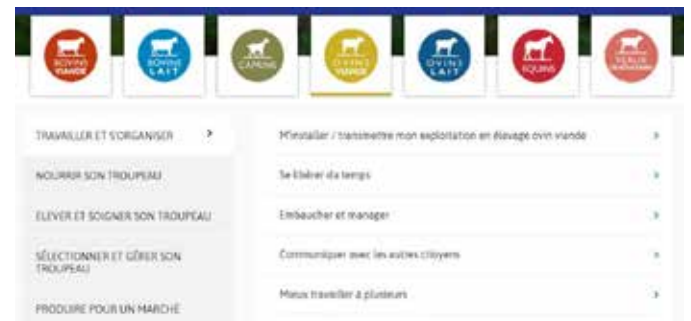 BOVINS VIANDE
BOVINS LAIT
CAPRINS
OVINS VIANDE
OVINS LAIT
EQUINS
VEAUX
TRAVAILLER ET S'ORGANISER
NOURRIR SON TROUPEAU
ELEVER ET SOIGNER SON TROUPEAU
SÉLECTIONNER ET GÉRER SON
TROUPEAU
PRODUIRE POUR UN MARCHÉ
M'installer / transmettre mon exploitation en élevage ovin viande
Se libérer du temps
Embaucher et manager
Communiquer avec les autres citoyens
Mieux travailler à plusieurs